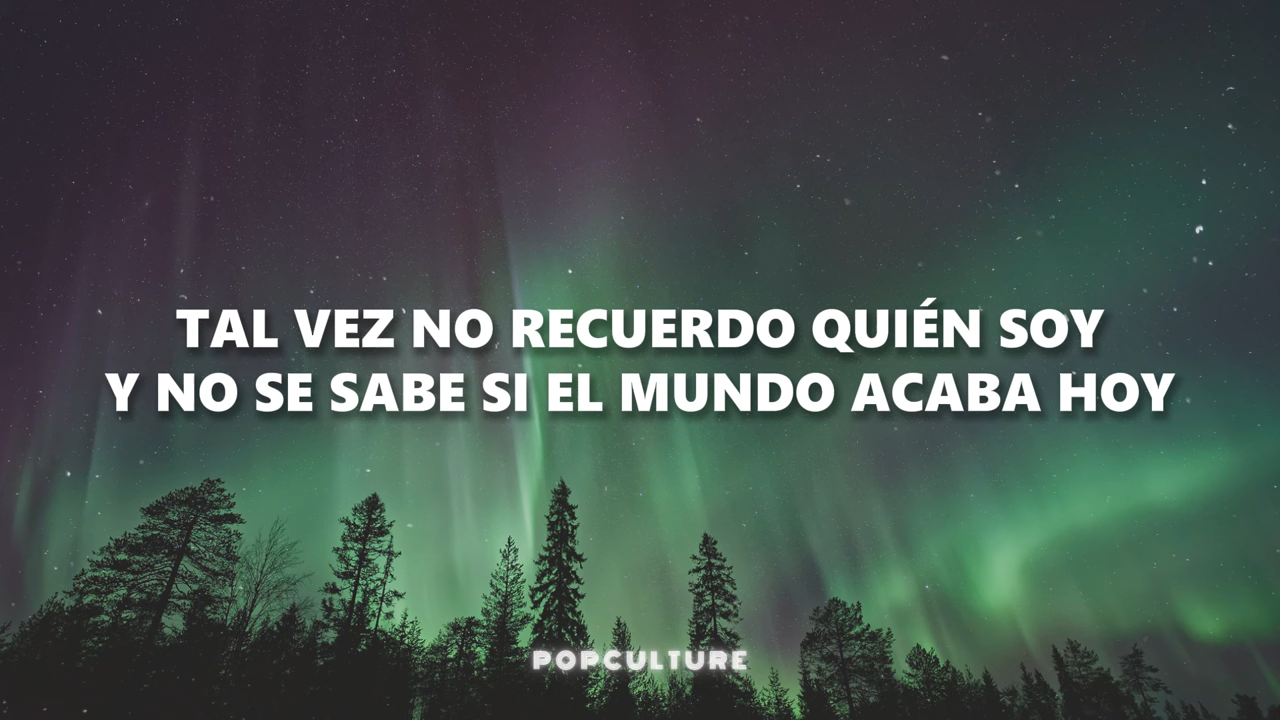 TAL VEZ NO RECUERDO QUIÉN SOY
Y NO SE SABE SI EL MUNDO ACABA HOY
POPCULTURE